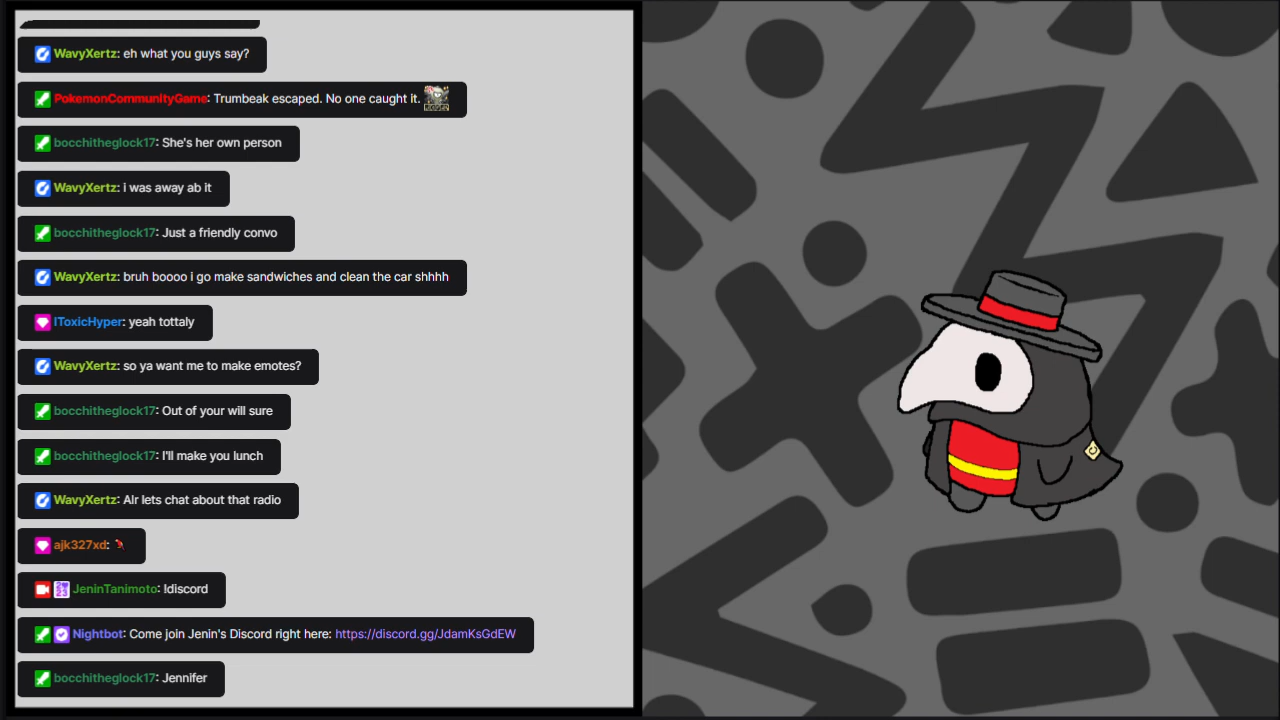 WavyXertz: eh what you guys say?
PokemonCommunityGame: Trumbeak escaped. No one caught it.
bocchitheglock17: She's her own person
WavyXertz: i was away ab it
bocchitheglock17: Just a friendly convo
WavyXertz: bruh boooo i go make sandwiches and clean the car shhhh
IToxicHyper: yeah tottaly
WavyXertz: so ya want me to make emotes?
bocchitheglock17: Out of your will sure
bocchitheglock17: I'll make you lunch
WavyXertz: Alr lets chat about that radio
ajk327xd:
JeninTanimoto: !discord
Nightbot: Come join Jenin's Discord right here: https://discord.gg/JdamKsGdEW
bocchitheglock17: Jennifer